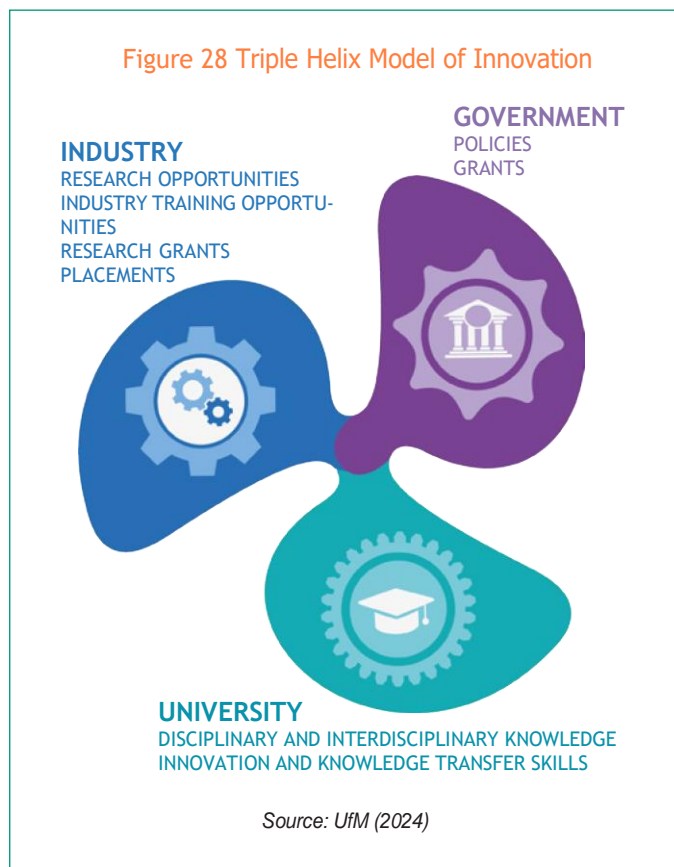 Figure 28 Triple Helix Model of Innovation
GOVERNMENT
POLICIES
GRANTS
INDUSTRY
RESEARCH OPPORTUNITIES
INDUSTRY TRAINING OPPORTU-
NITIES
RESEARCH GRANTS
PLACEMENTS
UNIVERSITY
DISCIPLINARY AND INTERDISCIPLINARY KNOWLEDGE
INNOVATION AND KNOWLEDGE TRANSFER SKILLS
Source: UfM (2024)